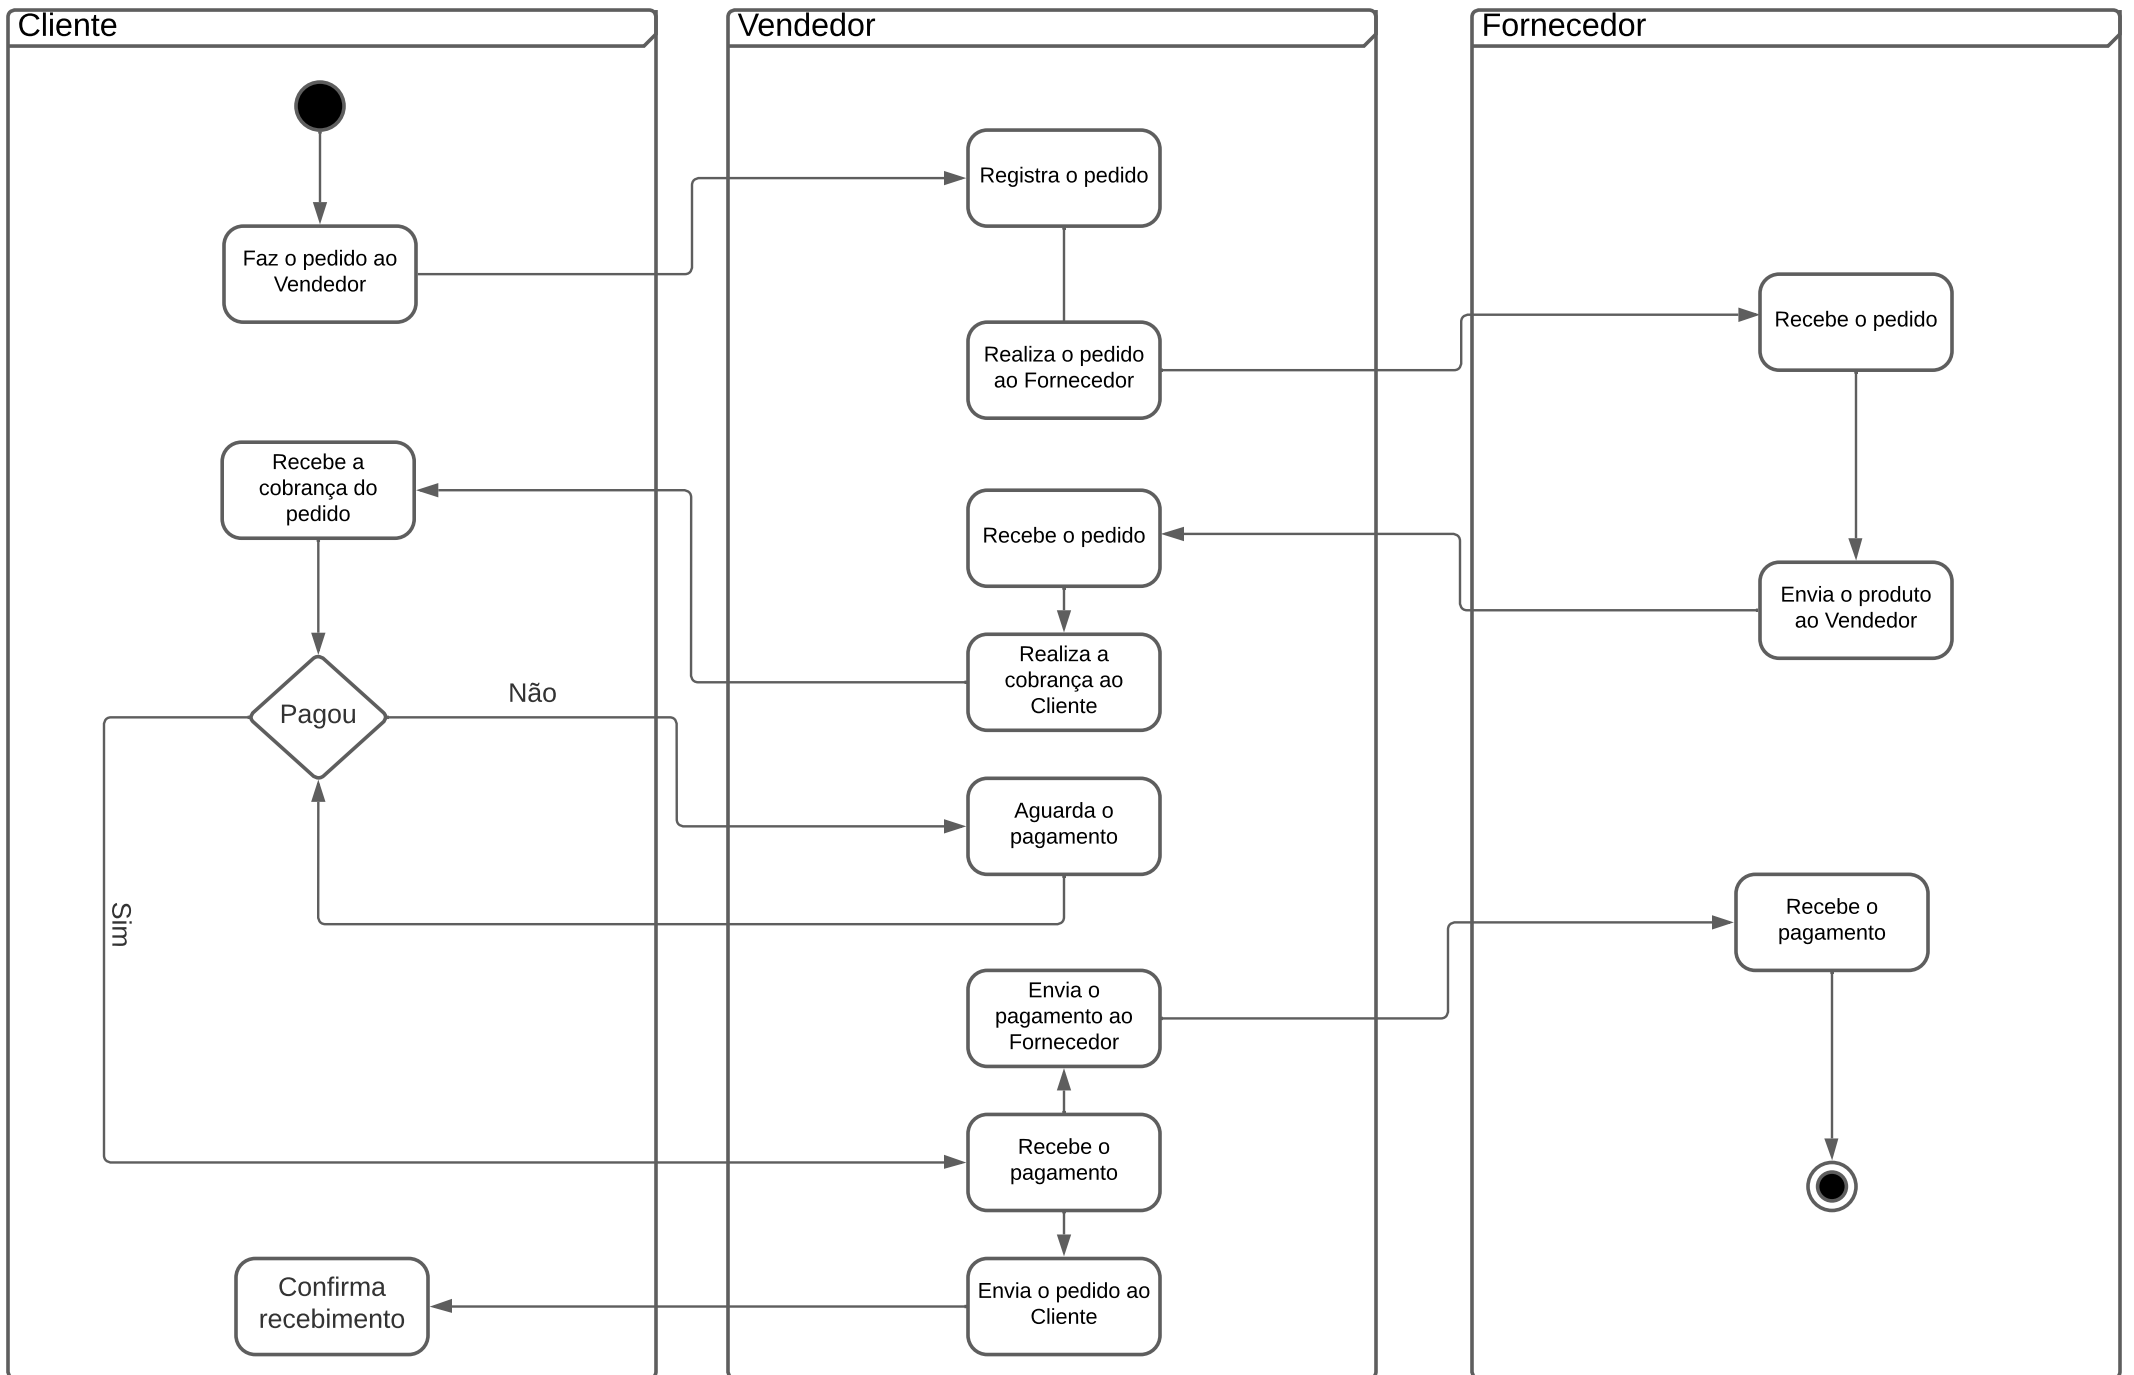 Cliente
Vendedor
Fornecedor
Registra o pedido
Faz o pedido ao
Vendedor
Recebe o pedido
Realiza o pedido
ao Fornecedor
Recebe a
cobrança do
pedido
Recebe o pedido
Envia o produto
ao Vendedor
Realiza a
cobrança ao
Cliente
Pagou
Não
Aguarda o
pagamento
Sim
Recebe o
pagamento
Envia o
pagamento ao
Fornecedor
Recebe o
pagamento
Confirma
recebimento
Envia o pedido ao
Cliente